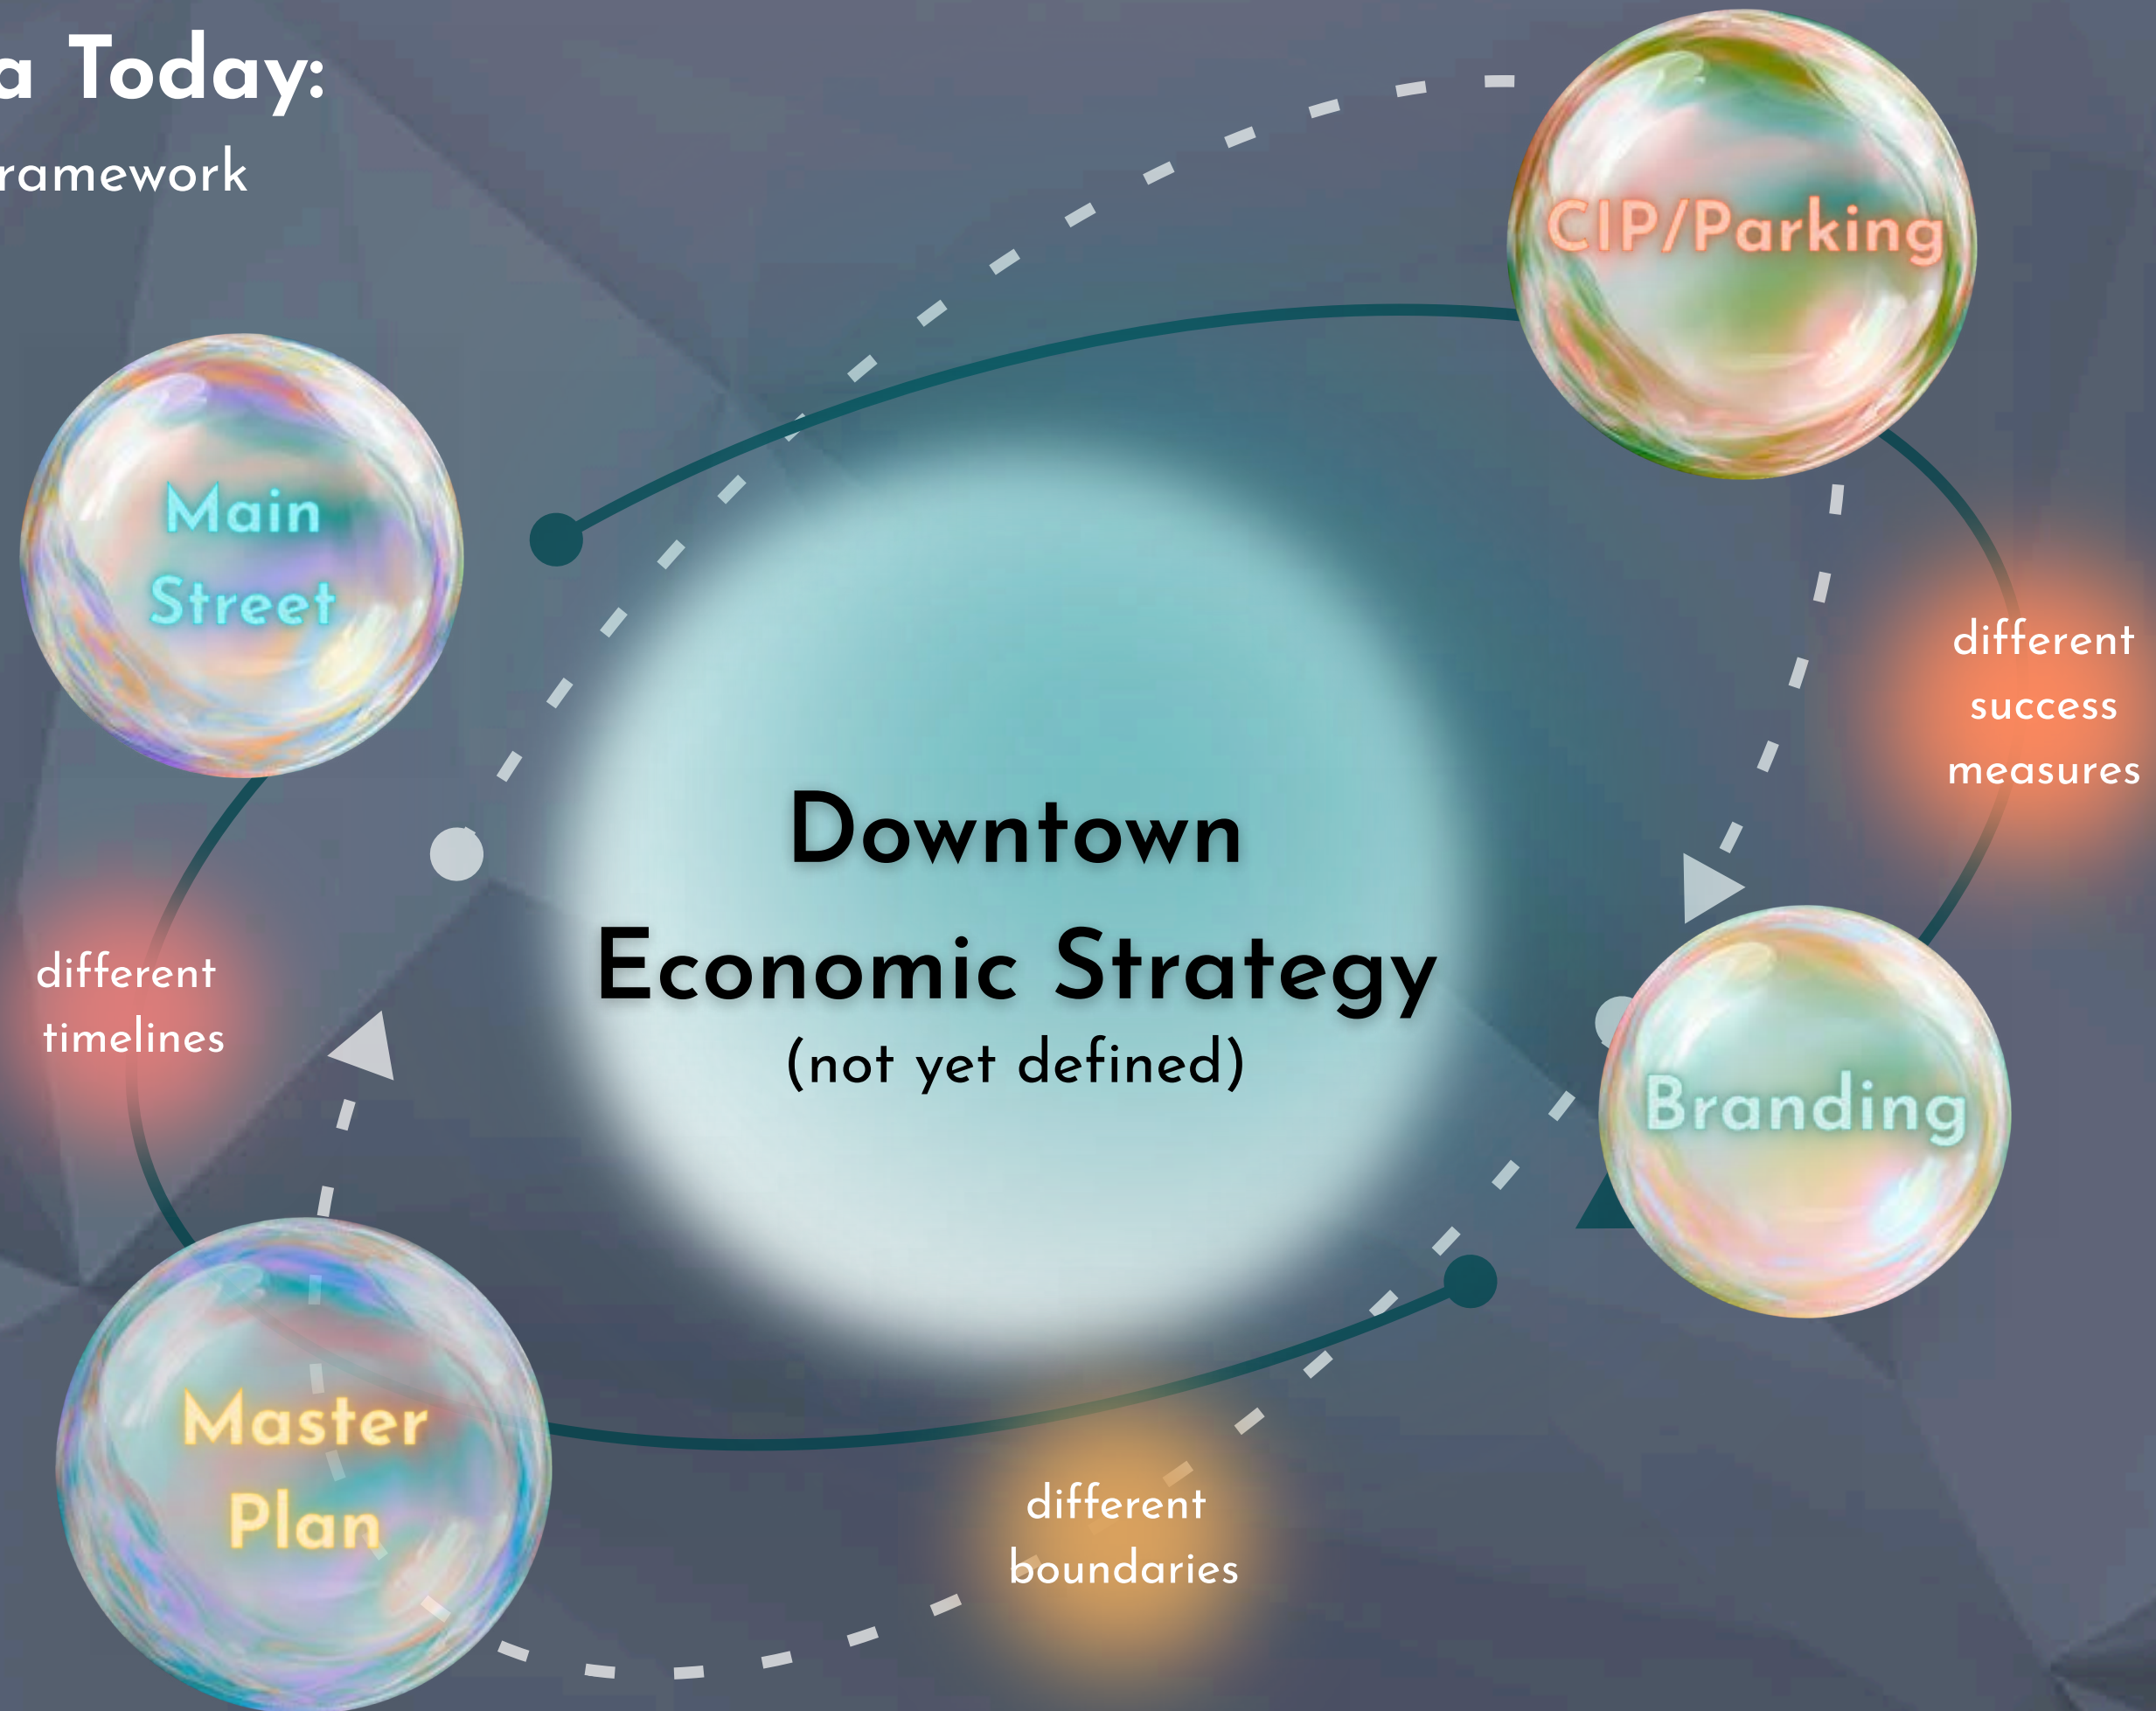 a Today:
ramework
CIP/Parking
Main
Street
different
success
measures
Downtown
Economic Strategy
(not yet defined)
different
timelines
Branding
Master
Plan
different
boundaries